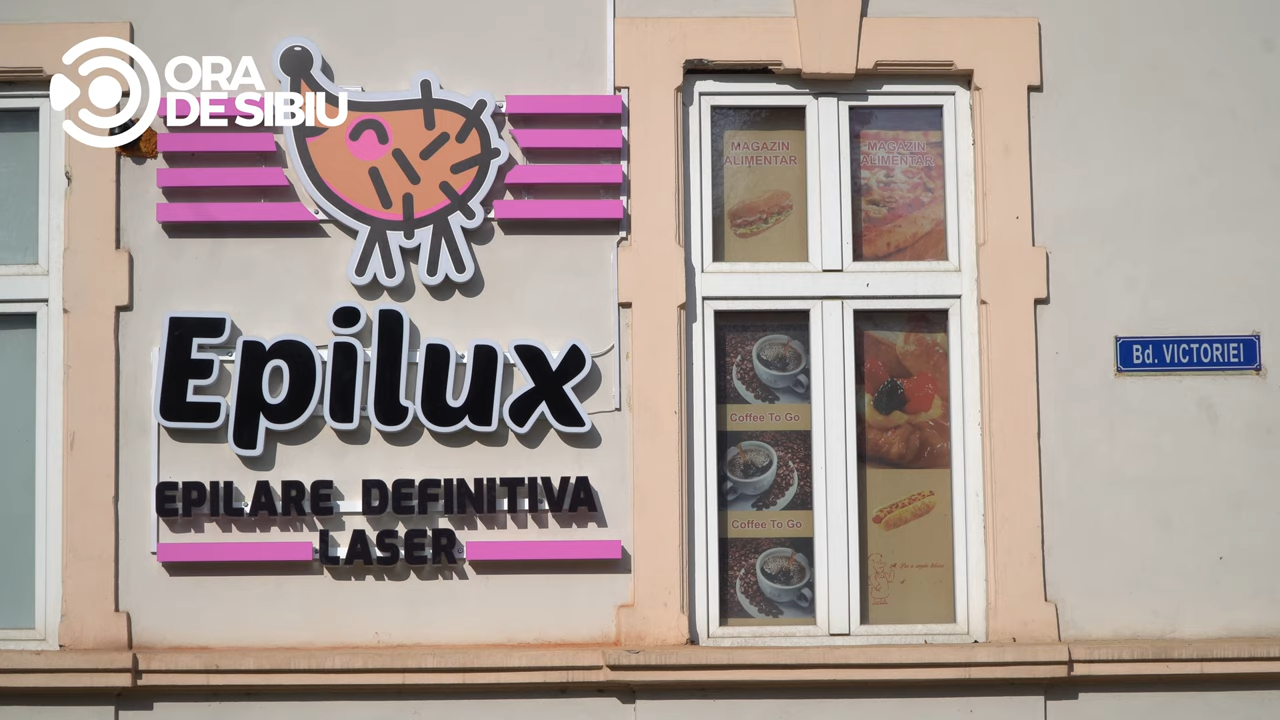 ORA
DE SIBIU
Epilux
EPILARE DEFINITIVA
LASER
MAGAZIN
ALIMENTAR
MAGAZIN
ALIMENTAR
Coffee To Go
Coffee To Go
Bd. VICTORIEI